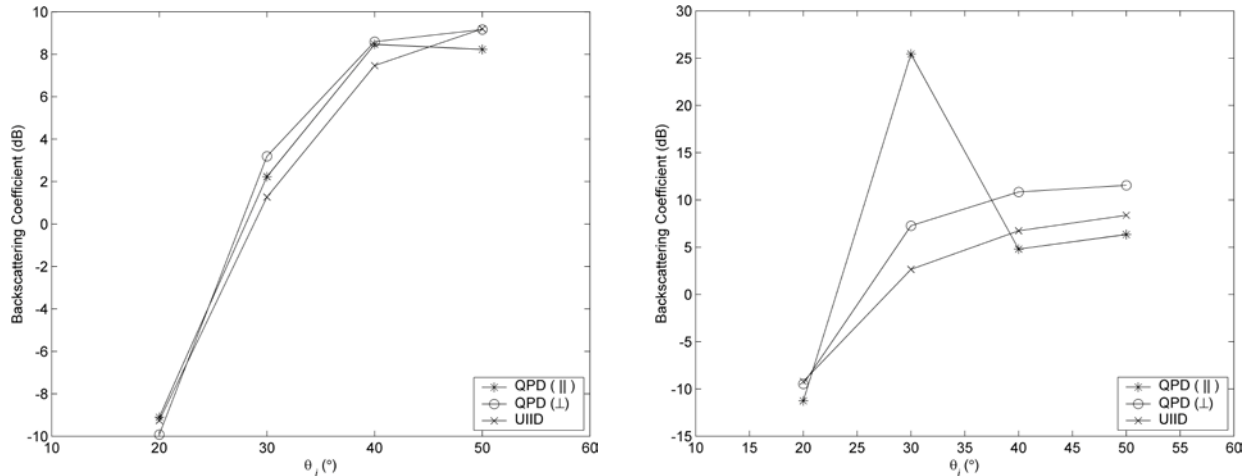 10
8
6
4
2
0
-2
-4
-6
-8
-10
Backscattering Coefficient (dB)
10 20 30 40 50 60
θ i (°)
QPD ( || )
QPD (⊥)
UIID
30
25
20
15
10
5
0
-5
-10
-15
Backscattering Coefficient (dB)
10 15 20 25 30 35 40 45 50 55 60
θ i (°)
QPD ( || )
QPD (⊥)
UIID